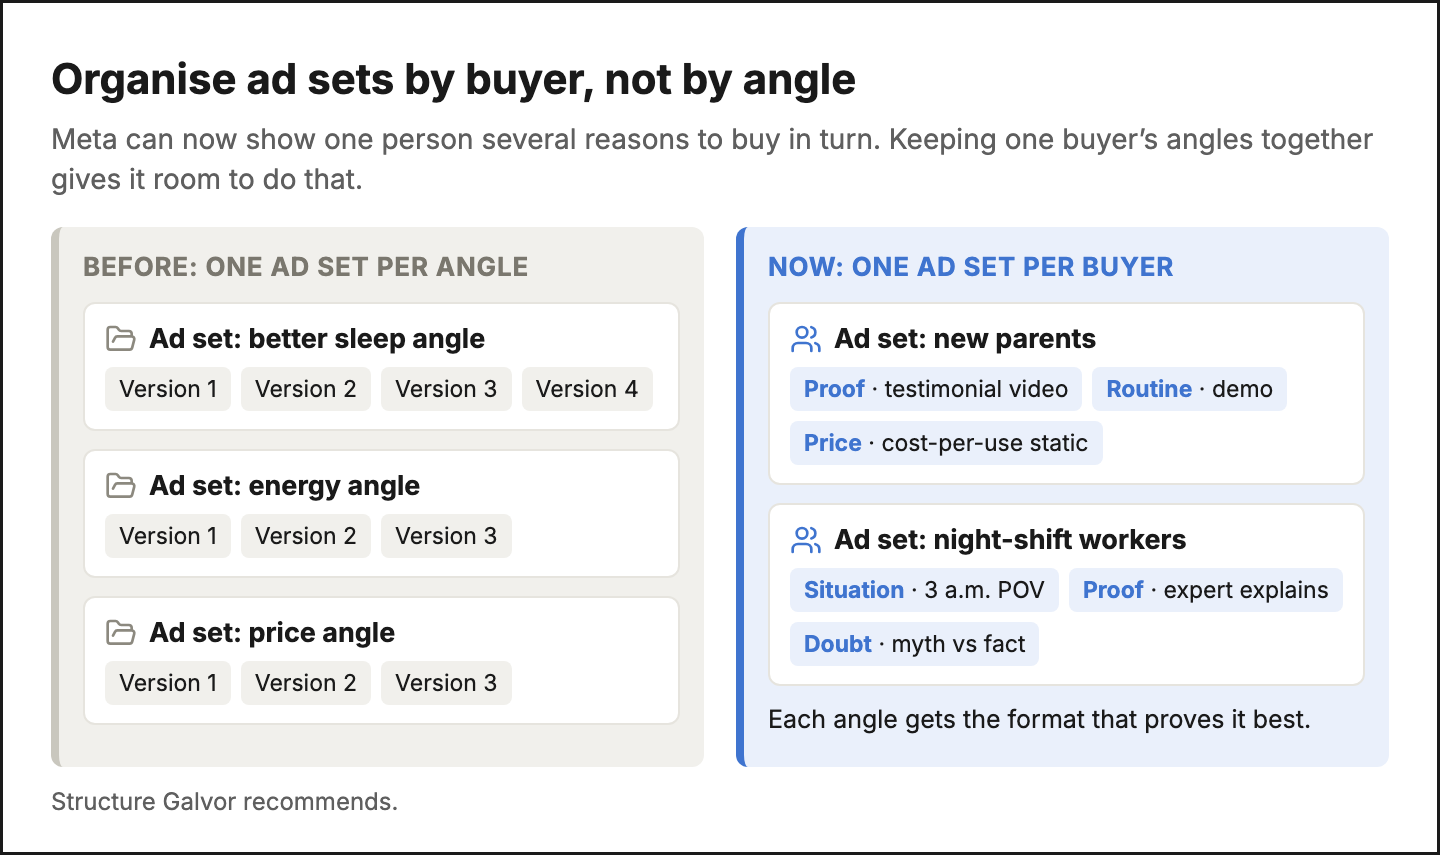 Organise ad sets by buyer, not by angle
Meta can now show one person several reasons to buy in turn. Keeping one buyer’s angles together
gives it room to do that.
BEFORE: ONE AD SET PER ANGLE
Ad set: better sleep angle
Version 1 Version 2 Version 3 Version 4
Ad set: energy angle
Version 1 Version 2 Version 3
Ad set: price angle
Version 1 Version 2 Version 3
NOW: ONE AD SET PER BUYER
Ad set: new parents
Proof · testimonial video Routine · demo
Price · cost-per-use static
Ad set: night-shift workers
Situation · 3 a.m. POV Proof · expert explains
Doubt · myth vs fact
Each angle gets the format that proves it best.
Structure Galvor recommends.